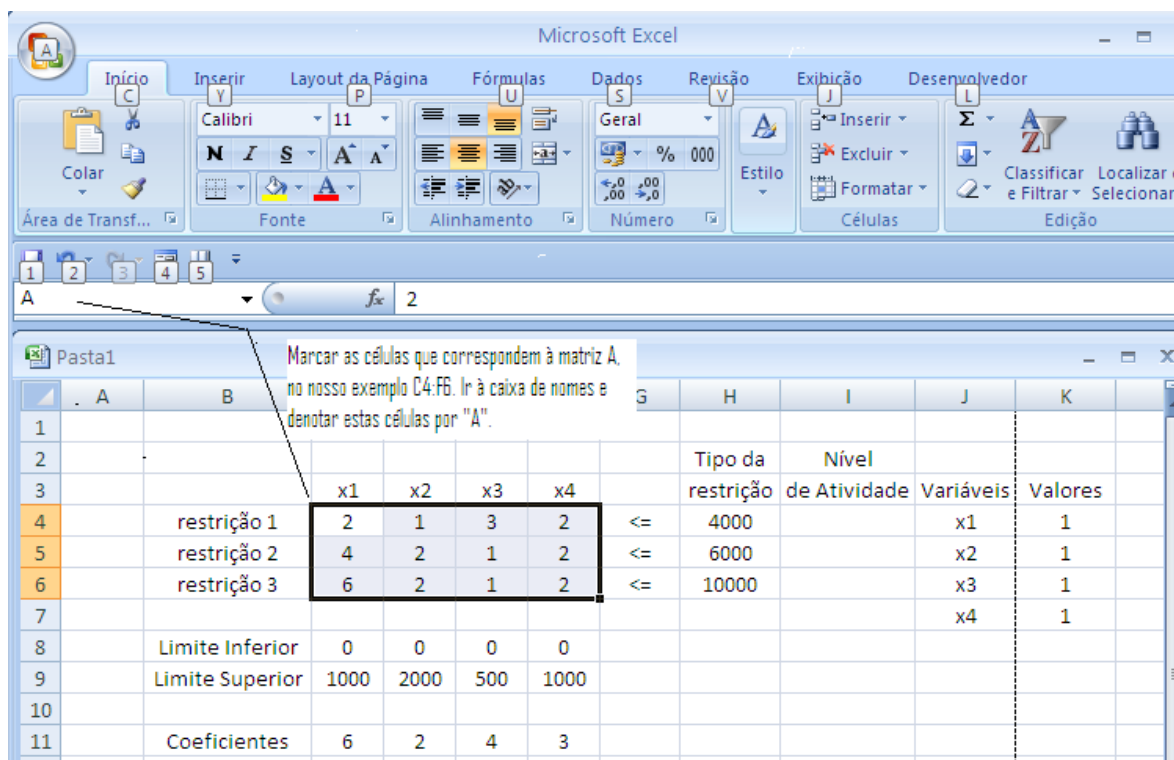 Microsoft Excel
A
Início Inserir Layout da Página Fórmulas Dados Revisão Exibição Desenvolvedor
C Y P U S V J L
Calibri 11 Geral Inserir Σ A Z
Colar N I S A A % 000 Estilo Excluir Classificar e Filtrar Localizar Selecionar
A ,0 ,00 ,00 ,0 Formatar
Área de Transf... Fonte Alinhamento Número Células Edição
1 2 3 4 5
A fx 2
Pasta1
Marcar as células que correspondem à matriz A,
no nosso exemplo C4:F6. Ir à caixa de nomes e
denotar estas células por "A".
A B G H I J K
1
2 Tipo da Nível
3 x1 x2 x3 x4 restrição de Atividade Variáveis Valores
4 restrição 1 2 1 3 2 <= 4000 x1 1
5 restrição 2 4 2 1 2 <= 6000 x2 1
6 restrição 3 6 2 1 2 <= 10000 x3 1
7 x4 1
8 Limite Inferior 0 0 0 0
9 Limite Superior 1000 2000 500 1000
10
11 Coeficientes 6 2 4 3